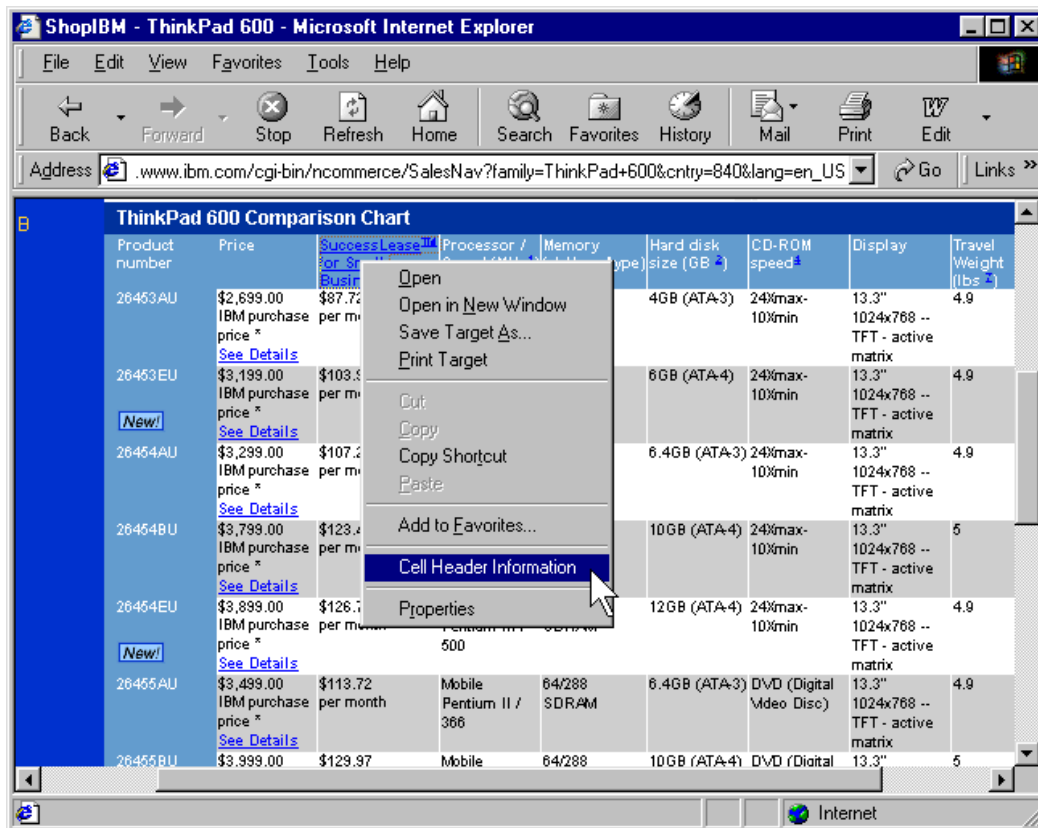 ShopIBM - ThinkPad 600 - Microsoft Internet Explorer
File Edit View Favorites Tools Help
Back Forward Stop Refresh Home Search Favorites History Mail Print Edit
Address .www.ibm.com/cgi-bin/ncommerce/SalesNav?family=ThinkPad+600&cntry=840&lang=en_US Go Links »
B
ThinkPad 600 Comparison Chart
Product Price SuccessLease Processor / Memory Hard disk CD-ROM Display Travel
number size (GB 2) speed 4 Weight
(lbs 7)
26453AU $2,699.00 4GB (ATA-3) 24Xmax- 13.3" 4.9
IBM purchase 10Xmin 1024x768 --
price * TFT - active
See Details matrix
26453EU $3,199.00 6GB (ATA-4) 24Xmax- 13.3" 4.9
IBM purchase 10Xmin 1024x768 --
New! price * TFT - active
See Details matrix
26454AU $3,299.00 6.4GB (ATA-3) 24Xmax- 13.3" 4.9
IBM purchase 10Xmin 1024x768 --
price * TFT - active
See Details matrix
26454BU $3,799.00 10GB (ATA-4) 24Xmax- 13.3" 5
IBM purchase 10Xmin 1024x768 --
price * TFT - active
See Details matrix
26454EU $3,899.00 12GB (ATA-4) 24Xmax- 13.3" 4.9
IBM purchase per month 10Xmin 1024x768 --
New! price * 500 TFT - active
See Details matrix
26455AU $3,499.00 $113.72 Mobile 64/288 6.4GB (ATA-3) DVD (Digital 13.3" 4.9
IBM purchase per month Pentium II / SDRAM Video Disc) 1024x768 --
price * 366 TFT - active
See Details matrix
26455BU $3,999.00 $129.97 Mobile 64/288 10GB (ATA-4) DVD (Digital 13.3" 5
Open
Open in New Window
Save Target As...
Print Target
Cut
Copy
Copy Shortcut
Paste
Add to Favorites...
Cell Header Information
Properties
Internet